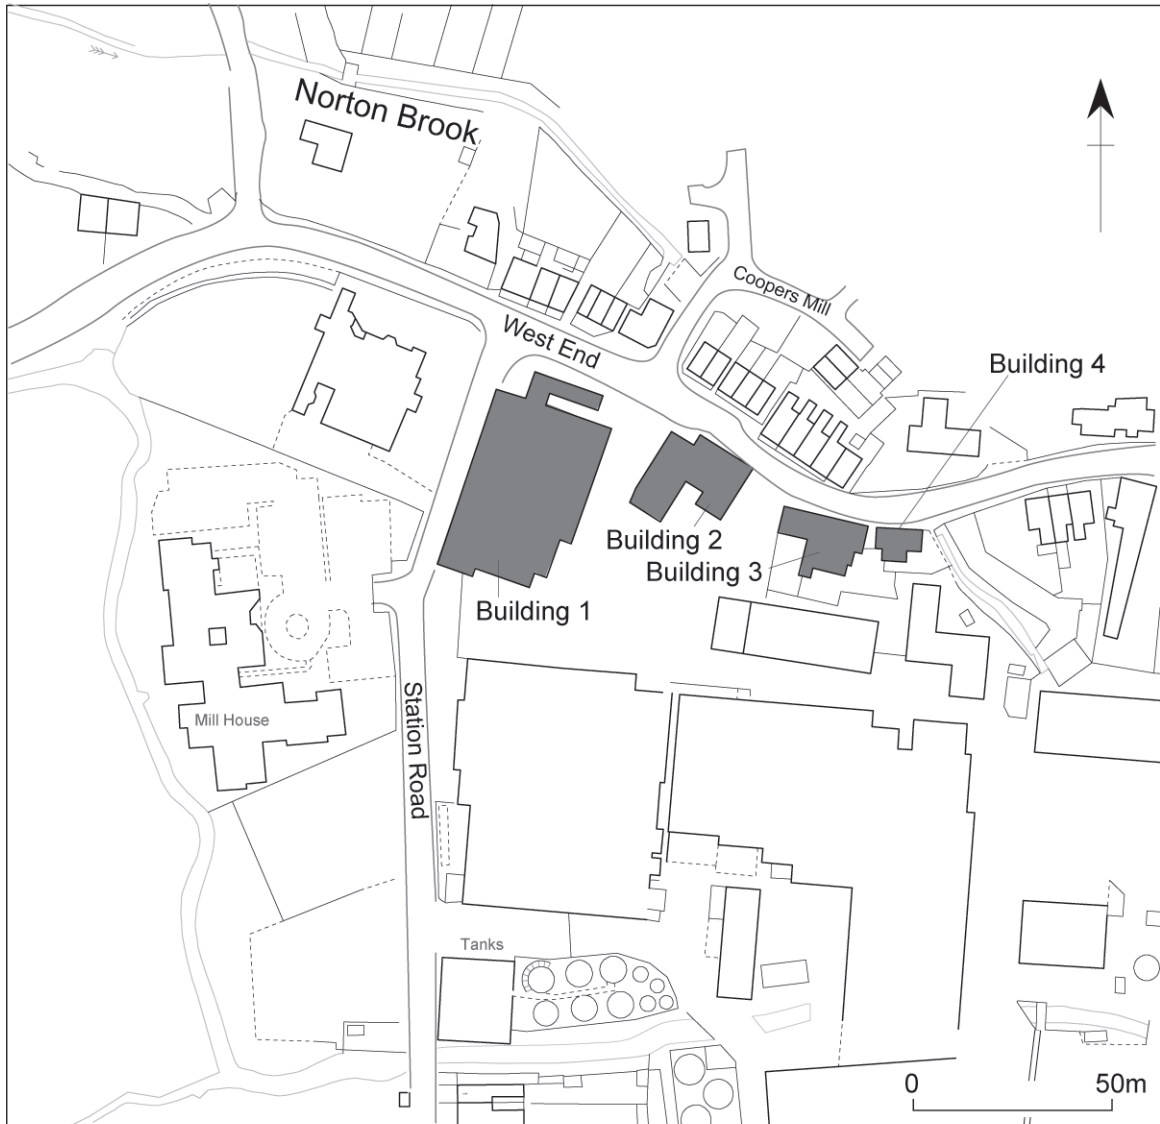 Norton Brook
Coopers Mill
West End
Building 4
Building 2
Building 3
Building 1
Station Road
Mill House
Tanks
0 50m